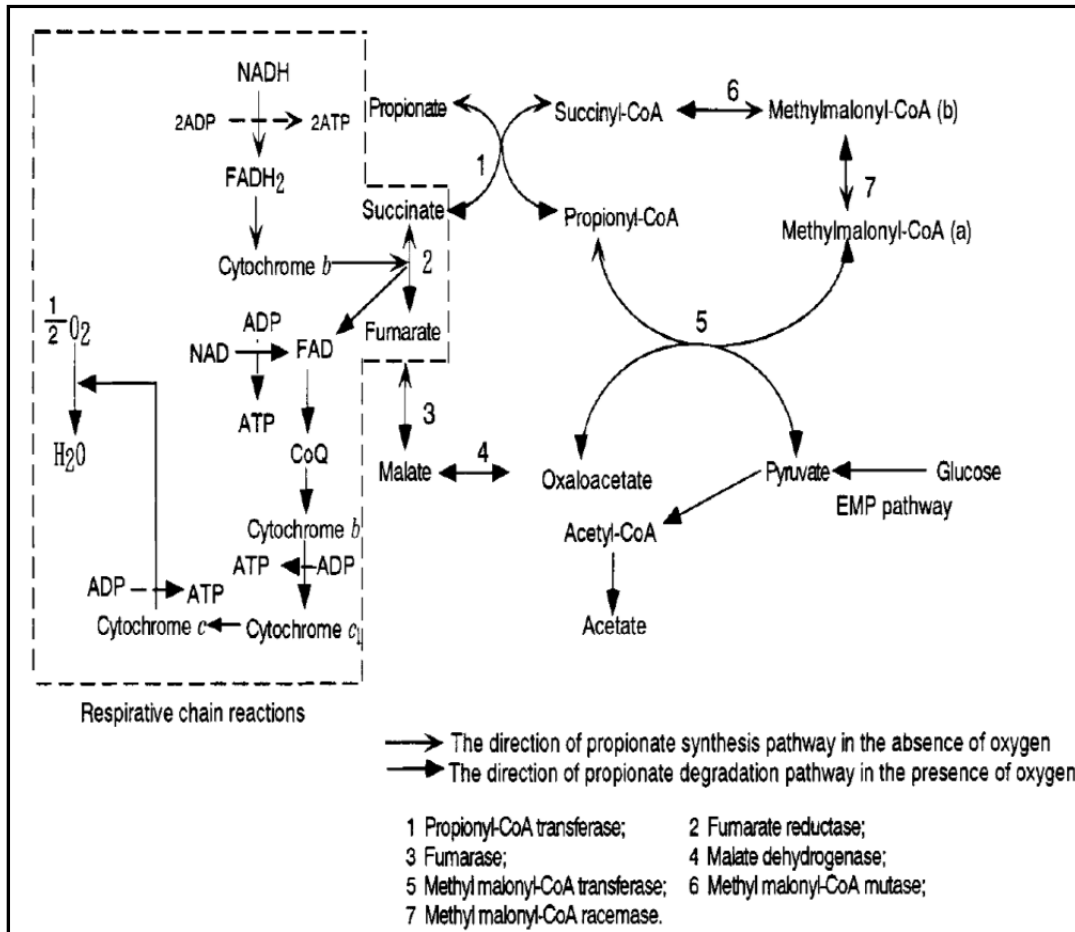 NADH
2ADP 2ATP
FADH2
Cytochrome b
1/2 O2
ADP
NAD FAD
ATP
H2O
CoQ
Cytochrome b
ATP ADP
ADP ATP
Cytochrome c Cytochrome c1
Respirative chain reactions
Propionate
1
Succinate
2
Fumarate
3
Malate 4
Succinyl-CoA 6 Methylmalonyl-CoA (b)
7
Propionyl-CoA Methylmalonyl-CoA (a)
5
Oxaloacetate Pyruvate Glucose
EMP pathway
Acetyl-CoA
Acetate
The direction of propionate synthesis pathway in the absence of oxygen
The direction of propionate degradation pathway in the presence of oxygen
1 Propionyl-CoA transferase; 2 Fumarate reductase;
3 Fumarase; 4 Malate dehydrogenase;
5 Methyl malonyl-CoA transferase; 6 Methyl malonyl-CoA mutase;
7 Methyl malonyl-CoA racemase.